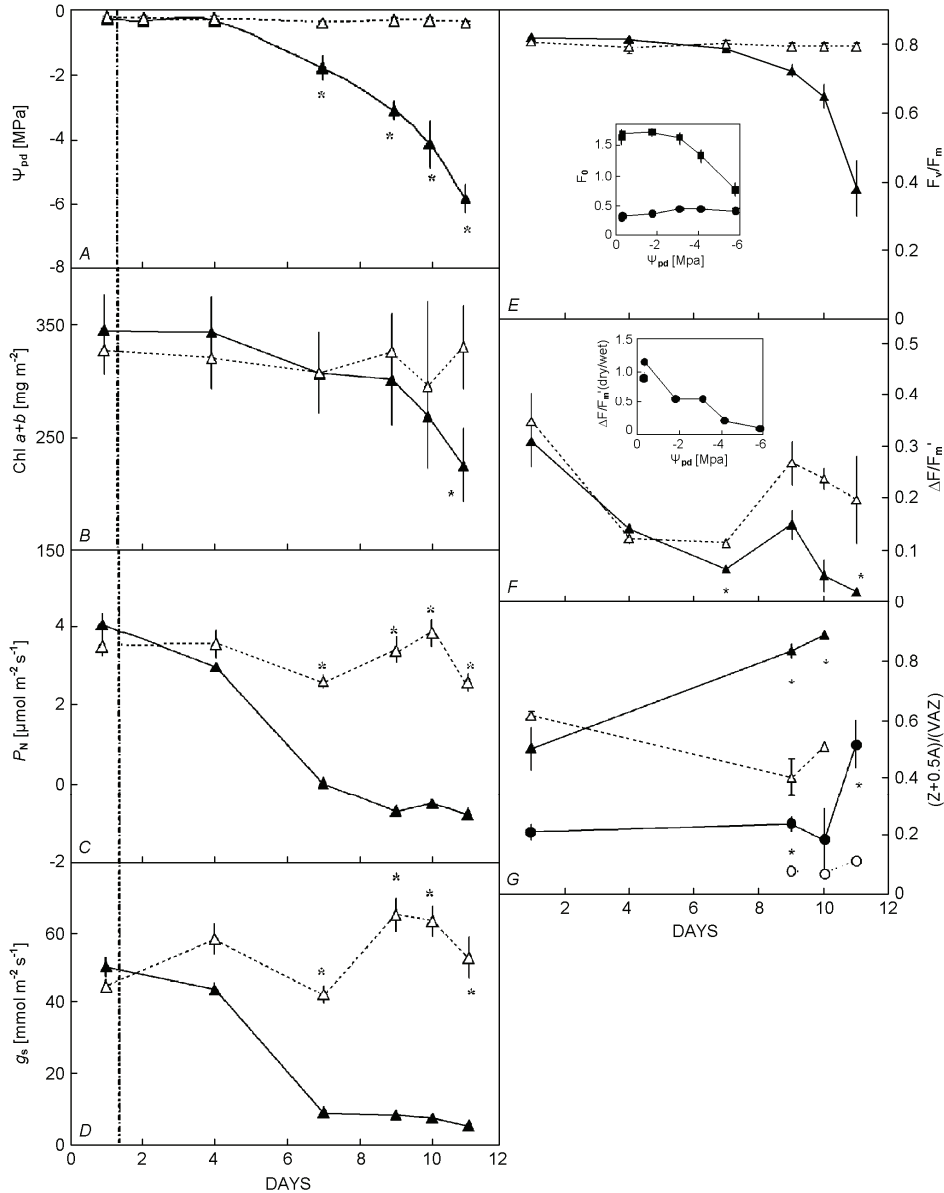 0
-2
-4
-6
-8
Ψpd [MPa]
A
*
*
*
*
350
250
150
Chl a+b [mg m–2]
B
*
4
2
0
-2
PN [µmol m–2 s–1]
C
*
*
*
*
60
40
20
0
gs [mmol m–2 s–1]
D
*
*
*
*
0 2 4 6 8 10 12
DAYS
0.8
0.6
0.4
0.2
0
Fv/Fm
E
1.5
1.0
0.5
0
F0
0 -2 -4 -6
Ψpd [Mpa]
0.5
0.4
0.3
0.2
0.1
0
ΔF/Fm'
F
*
*
1.5
1.0
0.5
0
ΔF/Fm'(dry/wet)
0 -2 -4 -6
Ψpd [Mpa]
0.8
0.6
0.4
0.2
0
(Z+0.5A)/(VAZ)
G
*
*
*
*
2 4 6 8 10 12
DAYS